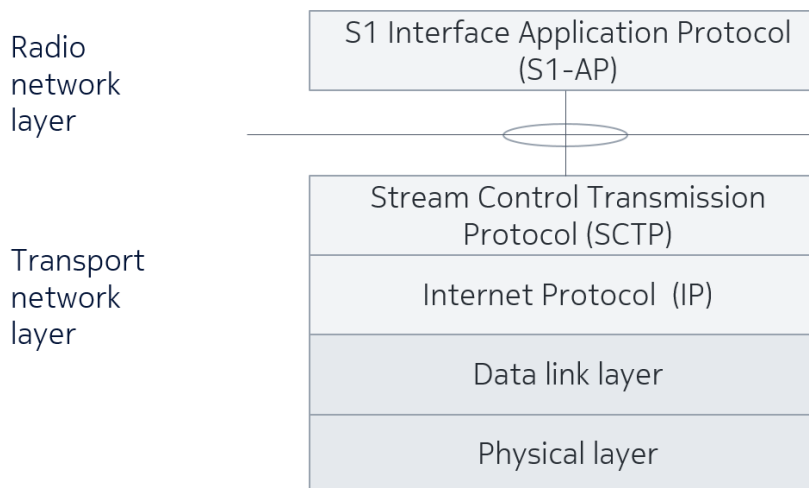 Radio
network
layer
S1 Interface Application Protocol
(S1-AP)
Transport
network
layer
Stream Control Transmission
Protocol (SCTP)
Internet Protocol  (IP)
Data link layer
Physical layer